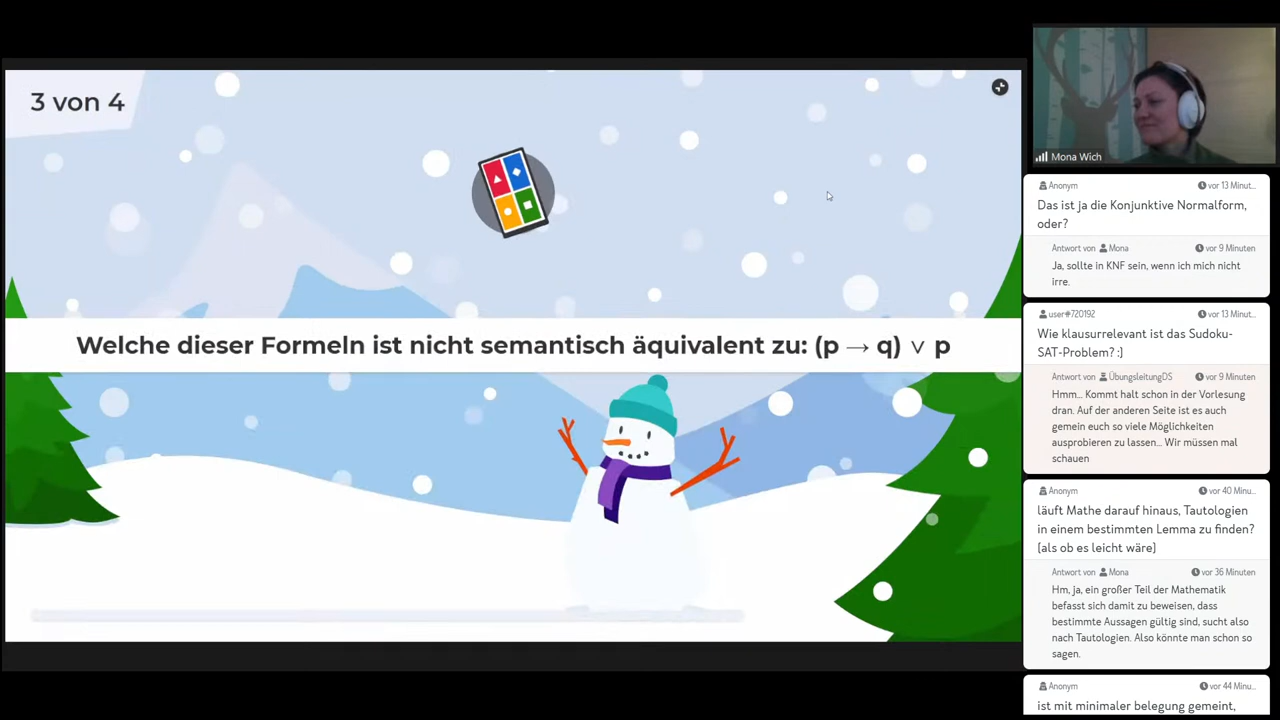 3 von 4
Welche dieser Formeln ist nicht semantisch äquivalent zu: (p → q) ∨ p
Mona Wich
Anonym vor 13 Minut...
Das ist ja die Konjunktive Normalform,
oder?
Antwort von Mona vor 9 Minuten
Ja, sollte in KNF sein, wenn ich mich nicht
irre.
user#720192 vor 13 Minut...
Wie klausurrelevant ist das Sudoku-
SAT-Problem? :)
Antwort von ÜbungsleitungDS vor 9 Minuten
Hmm... Kommt halt schon in der Vorlesung
dran. Auf der anderen Seite ist es auch
gemein euch so viele Möglichkeiten
ausprobieren zu lassen... Wir müssen mal
schauen
Anonym vor 40 Minu...
läuft Mathe darauf hinaus, Tautologien
in einem bestimmten Lemma zu finden?
[als ob es leicht wäre]
Antwort von Mona vor 36 Minuten
Hm, ja, ein großer Teil der Mathematik
befasst sich damit zu beweisen, dass
bestimmte Aussagen gültig sind, sucht also
nach Tautologien. Also könnte man schon so
sagen.
Anonym vor 44 Minu...
ist mit minimaler belegung gemeint,